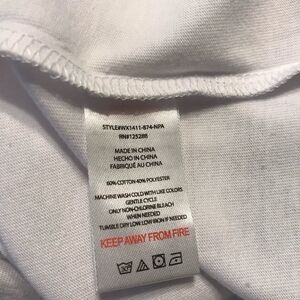 STYLE#WX1411-874-NPA
RN#125286
MADE IN CHINA
HECHO EN CHINA
FABRIQUÉ AU CHINA
60%COTTON 40% POLYESTER
MACHINE WASH COLD WITH LIKE COLORS
GENTLE CYCLE
ONLY NON-CHLORINE BLEACH
WHEN NEEDED
TUMBLE DRY LOW, LOW IRON IF NEEDED
KEEP AWAY FROM FIRE